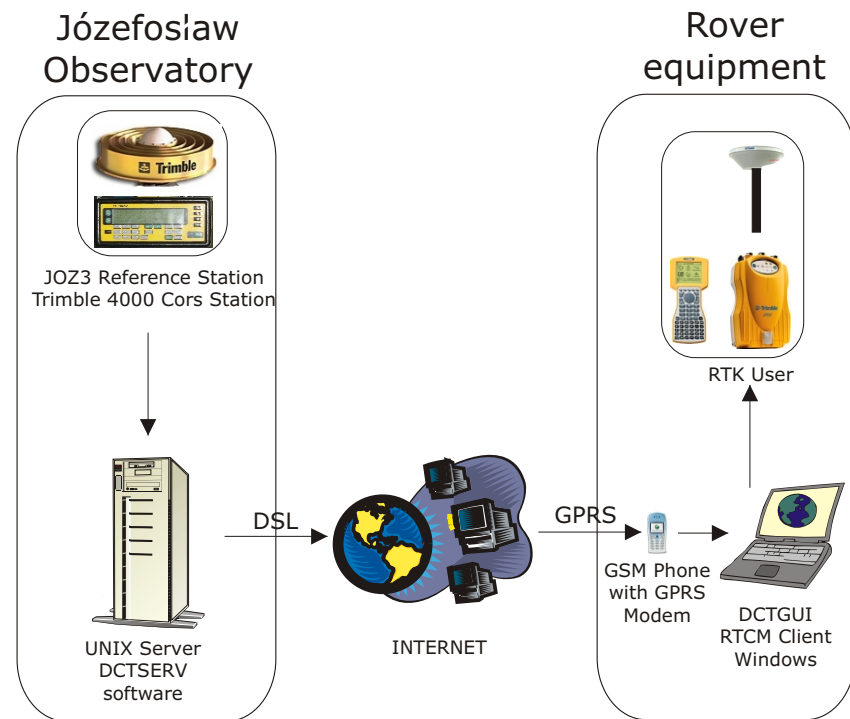 Józefosław
Observatory
Rover
equipment
Trimble
JOZ3 Reference Station
Trimble 4000 Cors Station
Trimble
RTK User
DSL
GPRS
UNIX Server
DCTSERV
software
INTERNET
GSM Phone
with GPRS
Modem
DCTGUI
RTCM Client
Windows